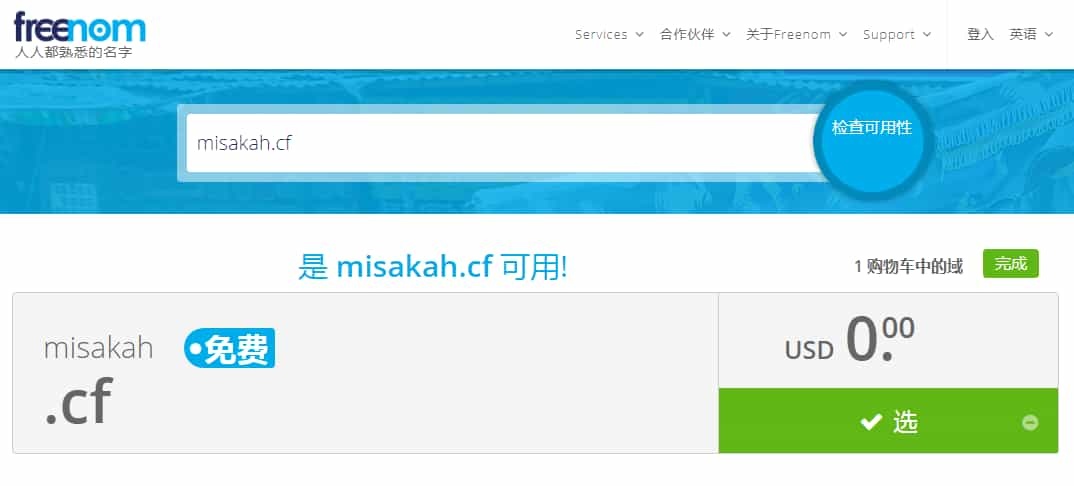 freenom
人人都熟悉的名字
Services 合作伙伴 关于Freenom Support 登入 英语
misakah.cf
检查可用性
是 misakah.cf 可用!
1 购物车中的域 完成
misakah 免费
.cf
USD 0.00
选